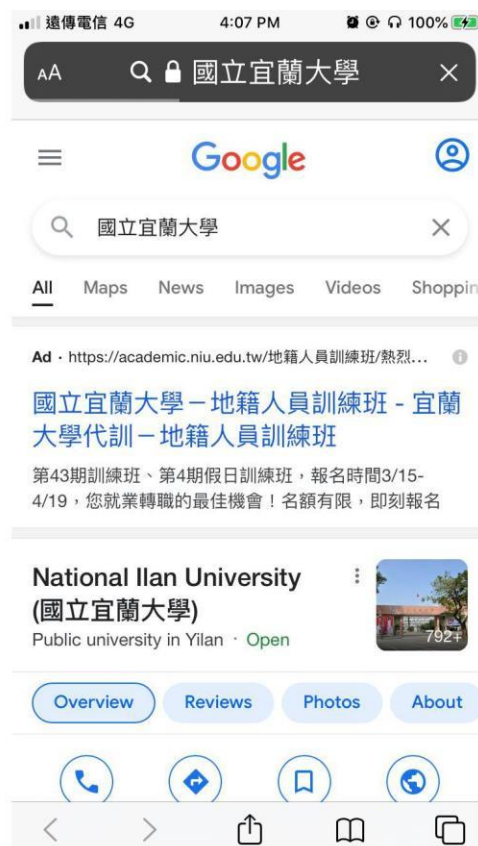 遠傳電信 4G 4:07 PM 100%
AA 國立宜蘭大學
Google
國立宜蘭大學
All Maps News Images Videos Shoppin
Ad · https://academic.niu.edu.tw/地籍人員訓練班/熱烈...
國立宜蘭大學－地籍人員訓練班 - 宜蘭
大學代訓－地籍人員訓練班
第43期訓練班、第4期假日訓練班，報名時間3/15-
4/19，您就業轉職的最佳機會！名額有限，即刻報名
National Ilan University
(國立宜蘭大學)
Public university in Yilan · Open
792+
Overview Reviews Photos About